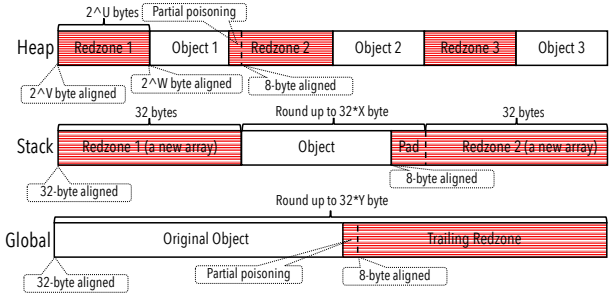 2^U bytes
Partial poisoning
Heap
Redzone 1
Object 1
Redzone 2
Object 2
Redzone 3
Object 3
2^V byte aligned
2^W byte aligned
8-byte aligned
32 bytes
Round up to 32*X byte
32 bytes
Stack
Redzone 1 (a new array)
Object
Pad
Redzone 2 (a new array)
32-byte aligned
8-byte aligned
Round up to 32*Y byte
Global
Original Object
Trailing Redzone
Partial poisoning
8-byte aligned
32-byte aligned